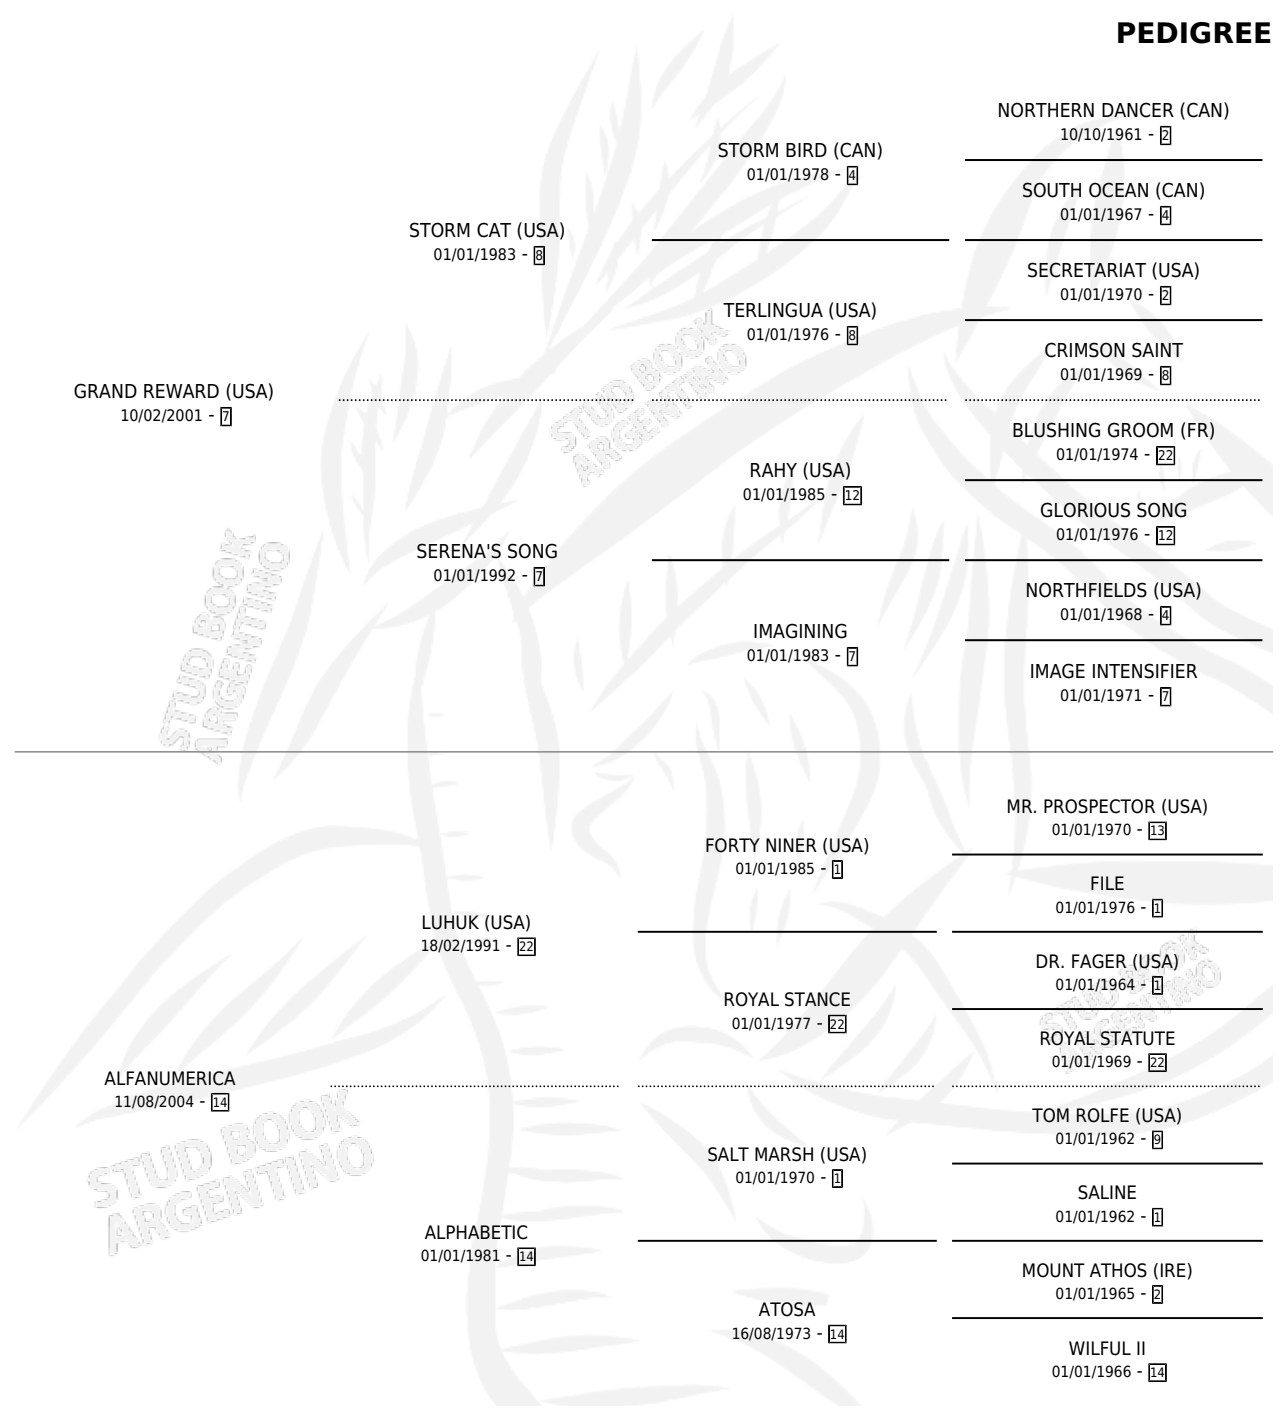 PEDIGREE
NORTHERN DANCER (CAN)
10/10/1961 - 2
STORM BIRD (CAN)
01/01/1978 - 4
SOUTH OCEAN (CAN)
01/01/1967 - 4
STORM CAT (USA)
01/01/1983 - 8
SECRETARIAT (USA)
01/01/1970 - 2
TERLINGUA (USA)
01/01/1976 - 8
CRIMSON SAINT
01/01/1969 - 8
GRAND REWARD (USA)
10/02/2001 - 7
BLUSHING GROOM (FR)
01/01/1974 - 22
RAHY (USA)
01/01/1985 - 12
GLORIOUS SONG
01/01/1976 - 12
SERENA'S SONG
01/01/1992 - 7
NORTHFIELDS (USA)
01/01/1968 - 4
IMAGINING
01/01/1983 - 7
IMAGE INTENSIFIER
01/01/1971 - 7
MR. PROSPECTOR (USA)
01/01/1970 - 13
FORTY NINER (USA)
01/01/1985 - 1
FILE
01/01/1976 - 1
LUHUK (USA)
18/02/1991 - 22
DR. FAGER (USA)
01/01/1964 - 1
ROYAL STANCE
01/01/1977 - 22
ROYAL STATUTE
01/01/1969 - 22
ALFANUMERICA
11/08/2004 - 14
TOM ROLFE (USA)
01/01/1962 - 9
SALT MARSH (USA)
01/01/1970 - 1
SALINE
01/01/1962 - 1
ALPHABETIC
01/01/1981 - 14
MOUNT ATHOS (IRE)
01/01/1965 - 2
ATOSA
16/08/1973 - 14
WILFUL II
01/01/1966 - 14
STUD BOOK
ARGENTINO
STUD BOOK
ARGENTINO
STUD BOOK
ARGENTINO
STUD BOOK
ARGENTINO